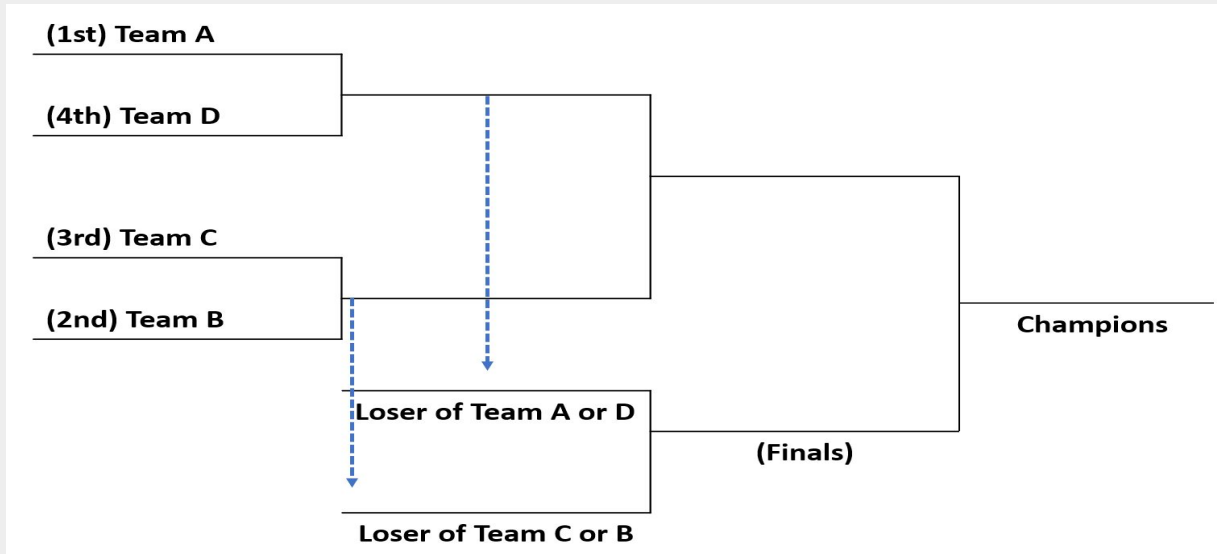 (1st) Team A
(4th) Team D
(3rd) Team C
(2nd) Team B
Champions
Loser of Team A or D
(Finals)
Loser of Team C or B